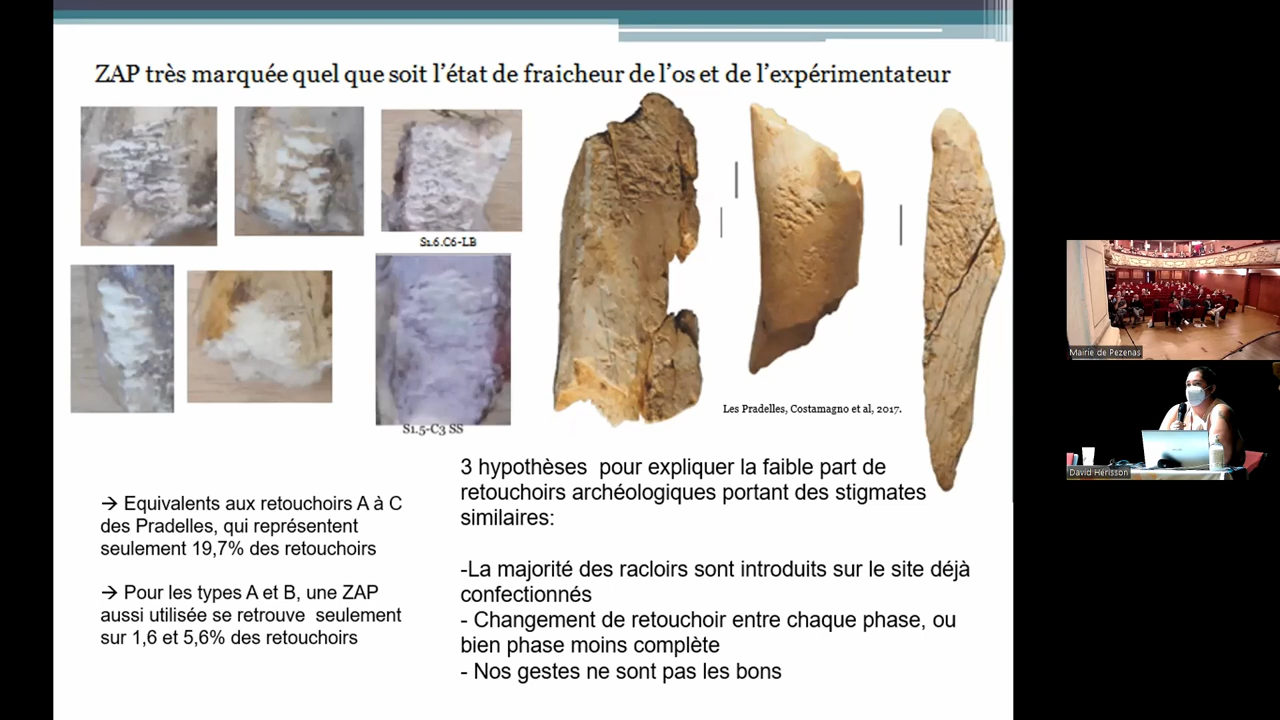 ZAP très marquée quel que soit l'état de fraicheur de l'os et de l'expérimentateur
S1.6.C6-LB
S1.5-C3 SS
Les Pradelles, Costamagno et al, 2017.
→ Equivalents aux retouchoirs A à C
des Pradelles, qui représentent
seulement 19,7% des retouchoirs
→ Pour les types A et B, une ZAP
aussi utilisée se retrouve seulement
sur 1,6 et 5,6% des retouchoirs
3 hypothèses pour expliquer la faible part de
retouchoirs archéologiques portant des stigmates
similaires:
-La majorité des racloirs sont introduits sur le site déjà
confectionnés
- Changement de retouchoir entre chaque phase, ou
bien phase moins complète
- Nos gestes ne sont pas les bons
Mairie de Pezenas
David Hérisson